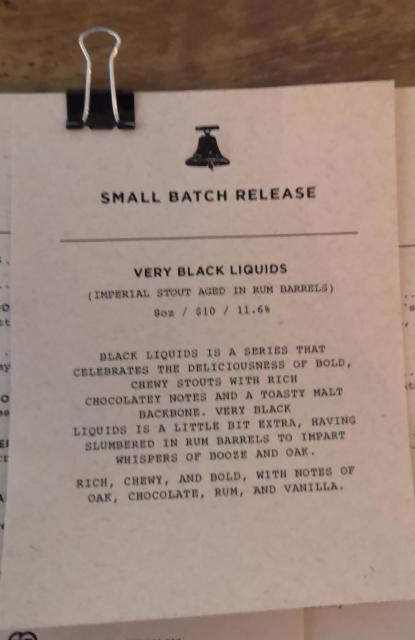 SMALL BATCH RELEASE
VERY BLACK LIQUIDS
(IMPERIAL STOUT AGED IN RUM BARRELS)
8oz / $10 / 11.6%
BLACK LIQUIDS IS A SERIES THAT
CELEBRATES THE DELICIOUSNESS OF BOLD,
CHEWY STOUTS WITH RICH
CHOCOLATEY NOTES AND A TOASTY MALT
BACKBONE. VERY BLACK
LIQUIDS IS A LITTLE BIT EXTRA, HAVING
SLUMBERED IN RUM BARRELS TO IMPART
WHISPERS OF BOOZE AND OAK.
RICH, CHEWY, AND BOLD, WITH NOTES OF
OAK, CHOCOLATE, RUM, AND VANILLA.